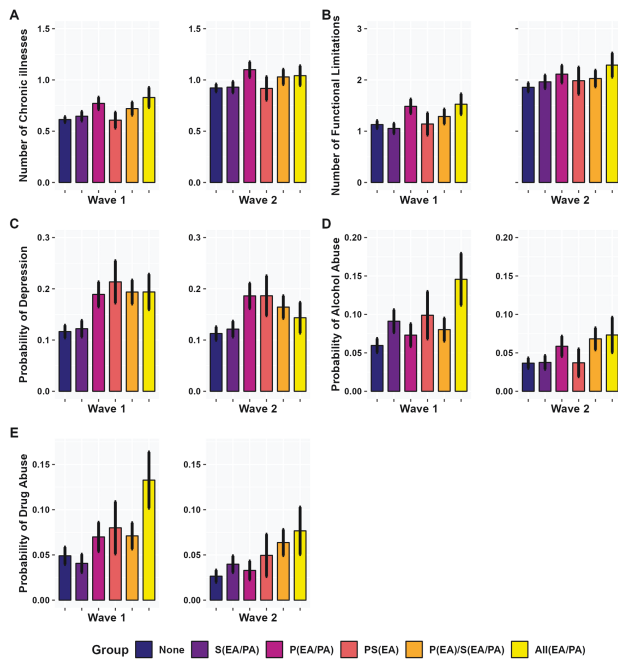 A
Number of Chronic illnesses
1.5
1.0
0.5
0.0
Wave 1
1.5
1.0
0.5
0.0
Wave 2
B
Number of Functional Limitations
3
2
1
0
Wave 1
Wave 2
C
Probability of Depression
0.3
0.2
0.1
0.0
Wave 1
0.3
0.2
0.1
0.0
Wave 2
D
Probability of Alcohol Abuse
0.20
0.15
0.10
0.05
0.00
Wave 1
0.20
0.15
0.10
0.05
0.00
Wave 2
E
Probability of Drug Abuse
0.15
0.10
0.05
0.00
Wave 1
0.15
0.10
0.05
0.00
Wave 2
Group None S(EA/PA) P(EA/PA) PS(EA) P(EA)/S(EA/PA) All(EA/PA)